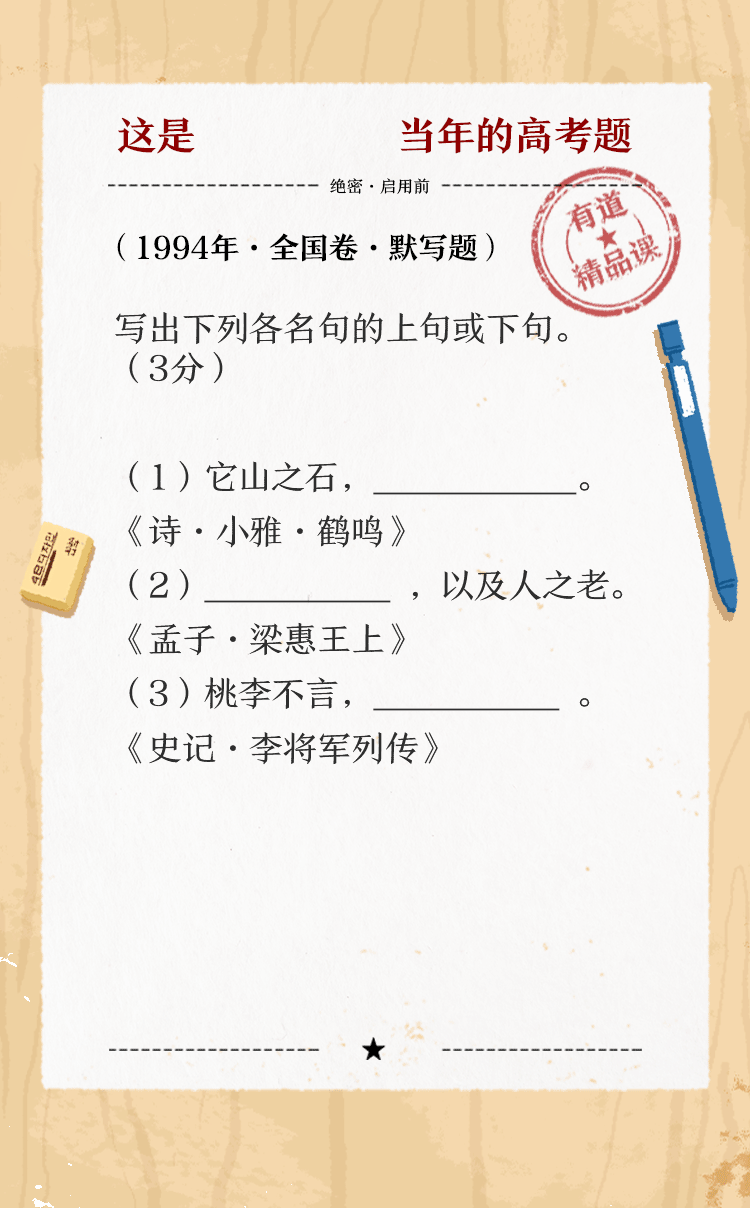 这是 当年的高考题
绝密·启用前
有道
精品课
（1994年·全国卷·默写题）
写出下列各名句的上句或下句。
（3分）
（1）它山之石，____________。
《诗·小雅·鹤鸣》
（2）___________ ，以及人之老。
《孟子·梁惠王上》
（3）桃李不言，___________ 。
《史记·李将军列传》